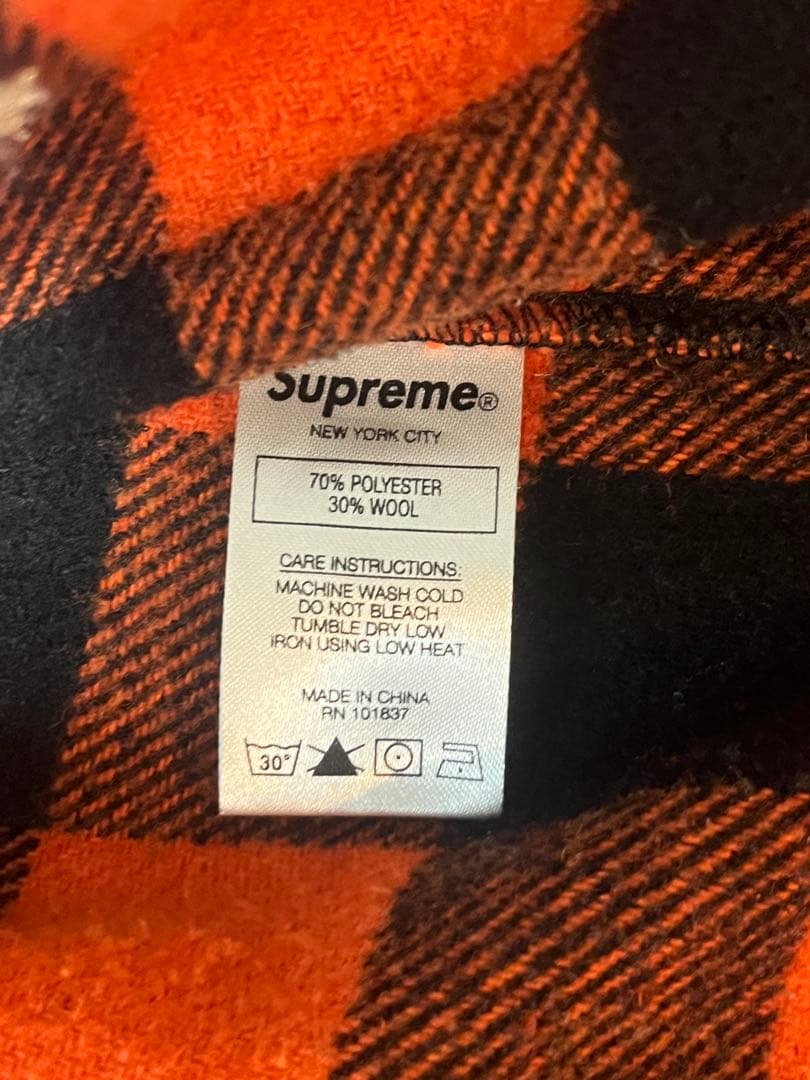 Supreme®
NEW YORK CITY
70% POLYESTER
30% WOOL
CARE INSTRUCTIONS:
MACHINE WASH COLD
DO NOT BLEACH
TUMBLE DRY LOW
IRON USING LOW HEAT
MADE IN CHINA
RN 101837
30°